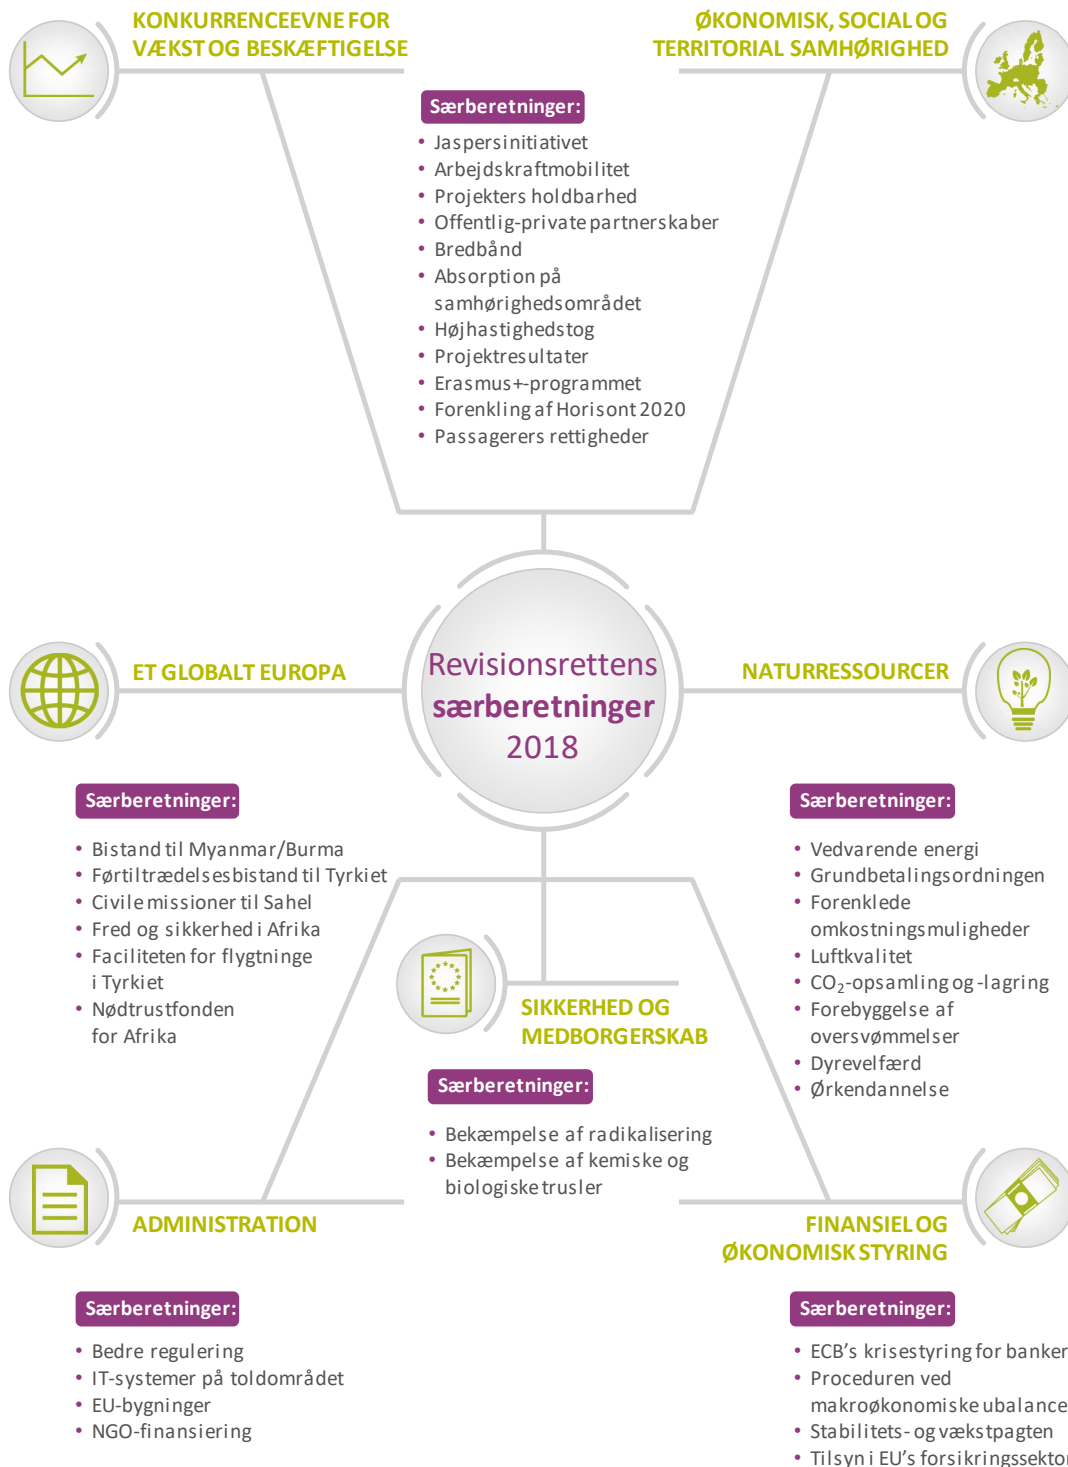 KONKURRENCEEVNE FOR
VÆKST OG BESKÆFTIGELSE
ØKONOMISK, SOCIAL OG
TERRITORIAL SAMHØRIGHED
Særberetninger:
• Jaspersinitiativet
• Arbejdskraftmobilitet
• Projekters holdbarhed
• Offentlig-private partnerskaber
• Bredbånd
• Absorption på
samhørighedsområdet
• Højhastighedstog
• Projektresultater
• Erasmus+-programmet
• Forenkling af Horisont 2020
• Passagerers rettigheder
Revisionsrettens
særberetninger
2018
ET GLOBALT EUROPA
Særberetninger:
• Bistand til Myanmar/Burma
• Førtiltrædelsesbistand til Tyrkiet
• Civile missioner til Sahel
• Fred og sikkerhed i Afrika
• Faciliteten for flygtninge
i Tyrkiet
• Nødtrustfonden
for Afrika
NATURRESSOURCER
Særberetninger:
• Vedvarende energi
• Grundbetalingsordningen
• Forenklede
omkostningsmuligheder
• Luftkvalitet
• CO₂-opsamling og -lagring
• Forebyggelse af
oversvømmelser
• Dyrevelfærd
• Ørkendannelse
SIKKERHED OG
MEDBORGERSKAB
Særberetninger:
• Bekæmpelse af radikalisering
• Bekæmpelse af kemiske og
biologiske trusler
ADMINISTRATION
Særberetninger:
• Bedre regulering
• IT-systemer på toldområdet
• EU-bygninger
• NGO-finansiering
FINANSIEL OG
ØKONOMISK STYRING
Særberetninger:
• ECB's krisestyring for banker
• Proceduren ved
makroøkonomiske ubalance
• Stabilitets- og vækstpagten
• Tilsyn i EU's forsikringssektor